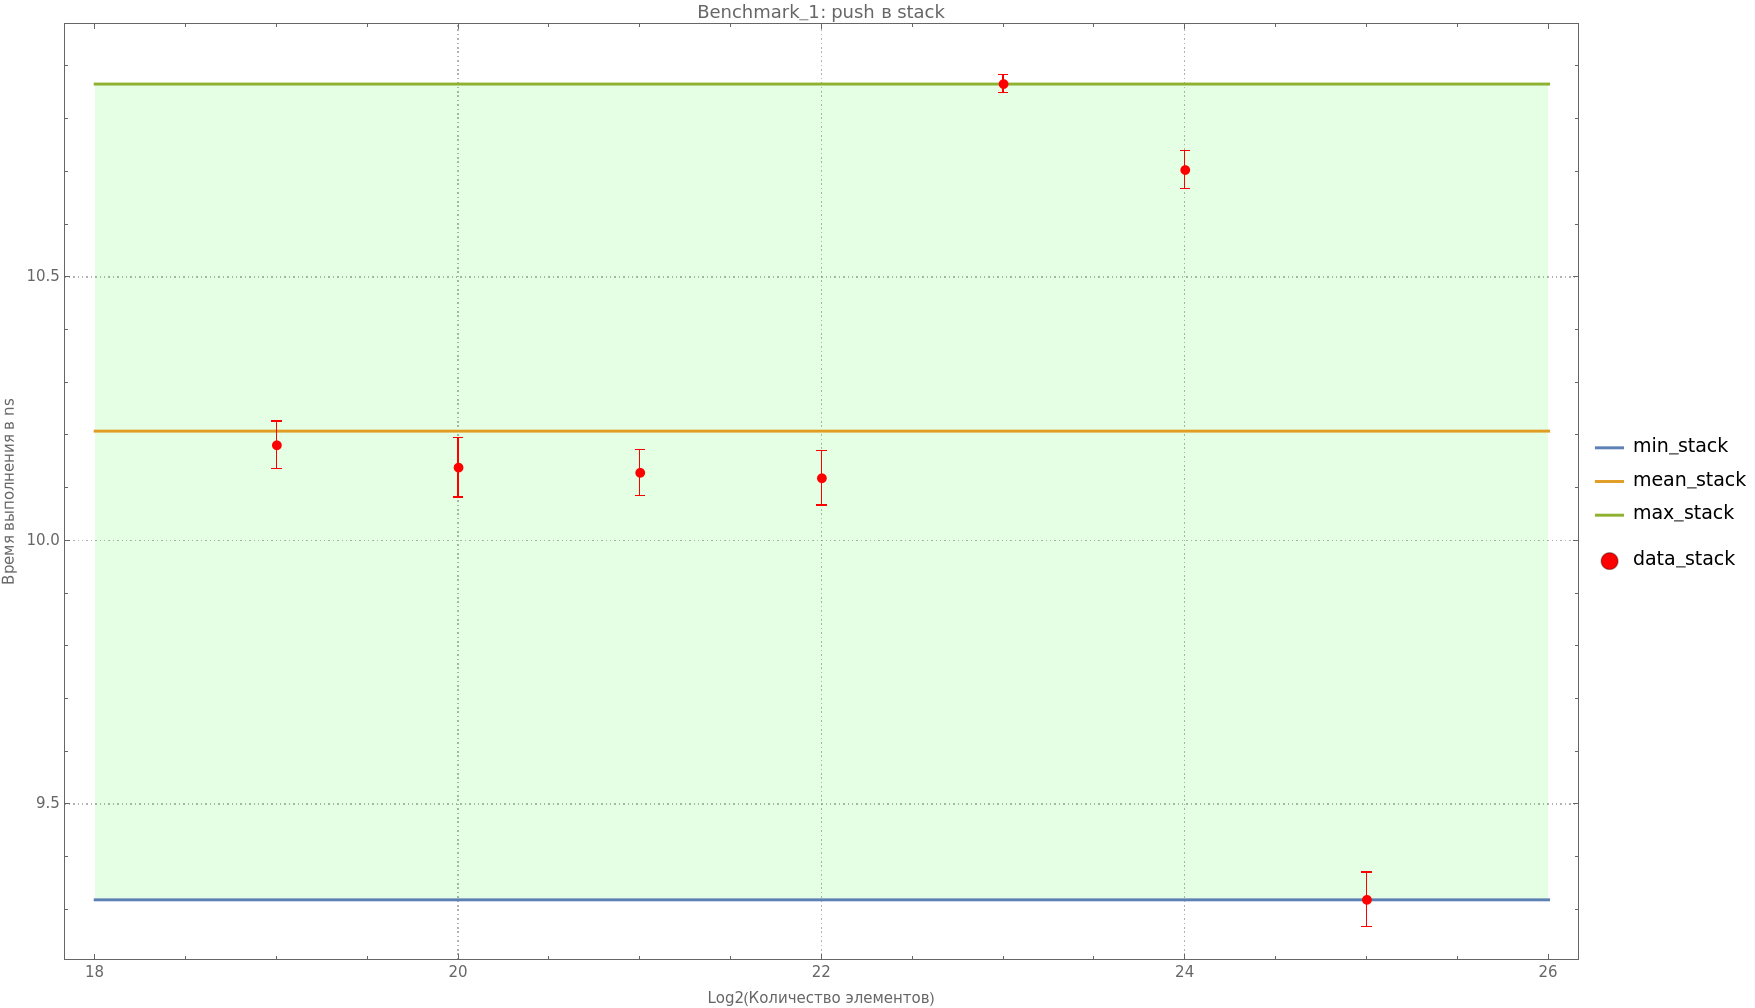 Benchmark_1: push в stack
Время выполнения в ns
10.5
10.0
9.5
18
20
22
24
26
Log2(Количество элементов)
min_stack
mean_stack
max_stack
data_stack